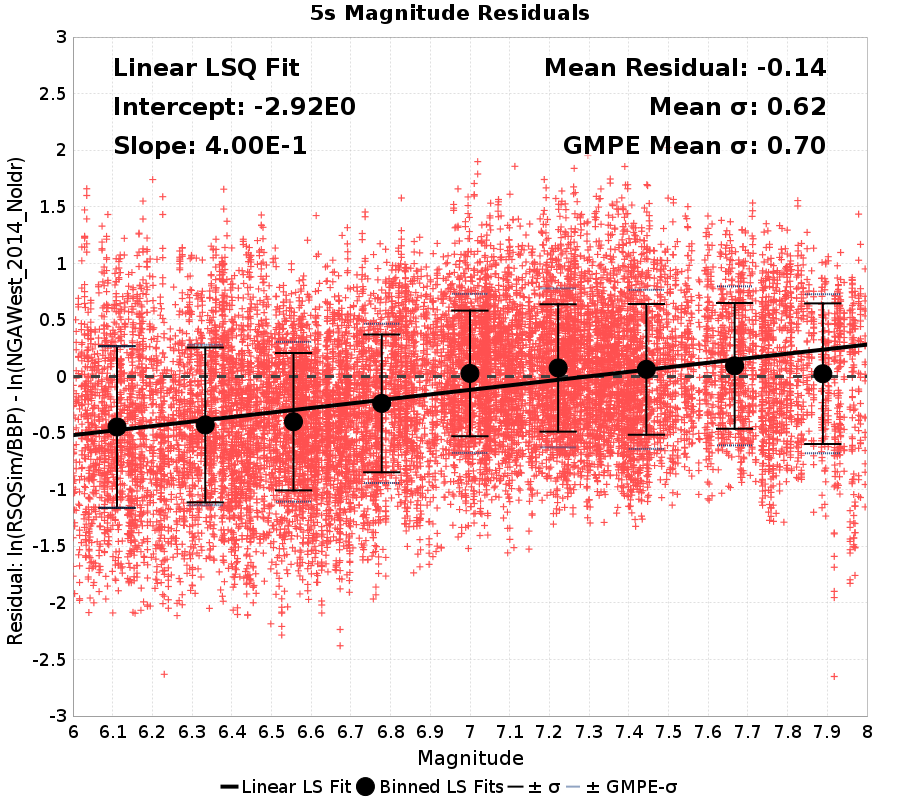 5s Magnitude Residuals
Linear LSQ Fit
Intercept: -2.92E0
Slope: 4.00E-1
Mean Residual: -0.14
Mean σ: 0.62
GMPE Mean σ: 0.70
Residual: ln(RSQSim/BBP) - ln(NGAWest_2014_NoIdr)
3
2.5
2
1.5
1
0.5
0
-0.5
-1
-1.5
-2
-2.5
-3
6 6.1 6.2 6.3 6.4 6.5 6.6 6.7 6.8 6.9 7 7.1 7.2 7.3 7.4 7.5 7.6 7.7 7.8 7.9 8
Magnitude
Linear LS Fit Binned LS Fits ± σ ± GMPE-σ